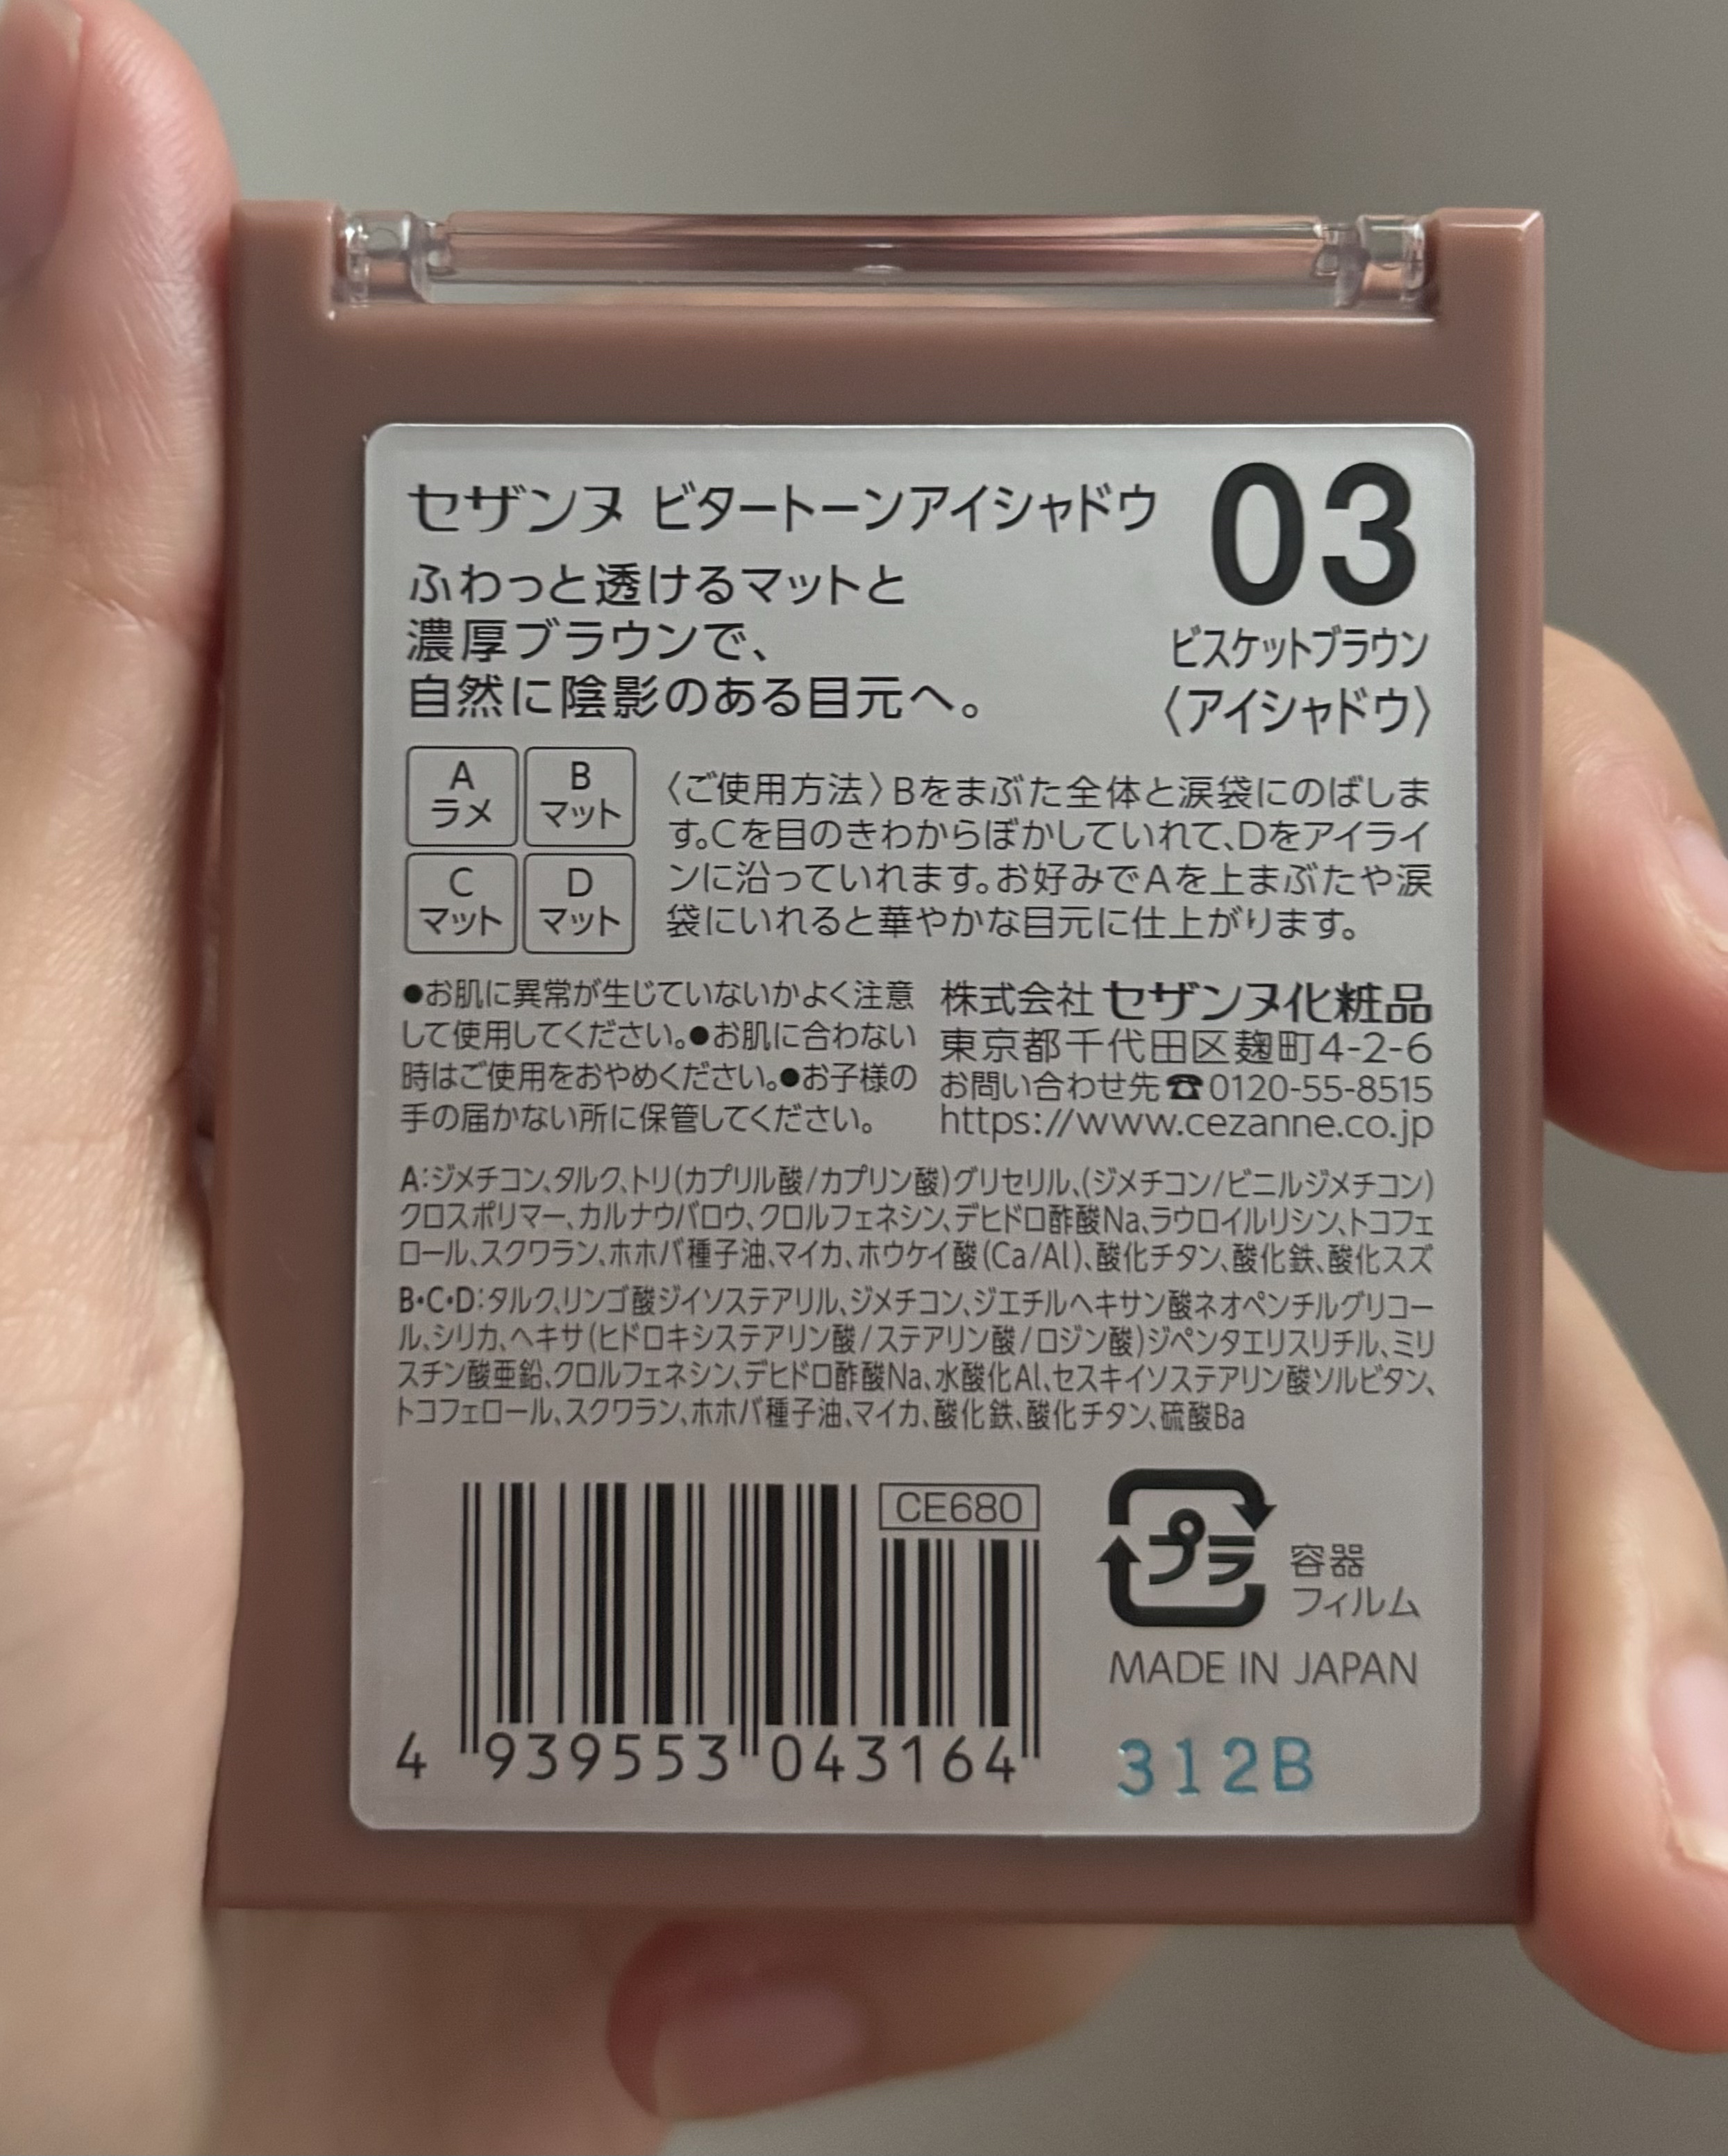 セザンヌ ビタートーンアイシャドウ
03
ふわっと透けるマットと
濃厚ブラウンで、
自然に陰影のある目元へ。
ビスケットブラウン
〈アイシャドウ〉
A
ラメ
B
マット
C
マット
D
マット
〈ご使用方法〉Bをまぶた全体と涙袋にのばしま
す。Cを目のきわからぼかしていれて、Dをアイライ
ンに沿っていれます。お好みでAを上まぶたや涙
袋にいれると華やかな目元に仕上がります。
●お肌に異常が生じていないかよく注意
して使用してください。●お肌に合わない
時はご使用をおやめください。●お子様の
手の届かない所に保管してください。
株式会社 セザンヌ化粧品
東京都千代田区麹町4-2-6
お問い合わせ先☎0120-55-8515
https://www.cezanne.co.jp
A:ジメチコン、タルク、トリ(カプリル酸/カプリン酸)グリセリル、(ジメチコン/ビニルジメチコン)
クロスポリマー、カルナウバロウ、クロルフェネシン、デヒドロ酢酸Na、ラウロイルリシン、トコフェ
ロール、スクワラン、ホホバ種子油、マイカ、ホウケイ酸(Ca/Al)、酸化チタン、酸化鉄、酸化スズ
B・C・D:タルク、リンゴ酸ジイソステアリル、ジメチコン、ジエチルヘキサン酸ネオペンチルグリコー
ル、シリカ、ヘキサ(ヒドロキシステアリン酸/ステアリン酸/ロジン酸)ジペンタエリスリチル、ミリ
スチン酸亜鉛、クロルフェネシン、デヒドロ酢酸Na、水酸化Al、セスキイソステアリン酸ソルビタン、
トコフェロール、スクワラン、ホホバ種子油、マイカ、酸化鉄、酸化チタン、硫酸Ba
CE680
4 939553 043164
プラ
容器
フィルム
MADE IN JAPAN
312B